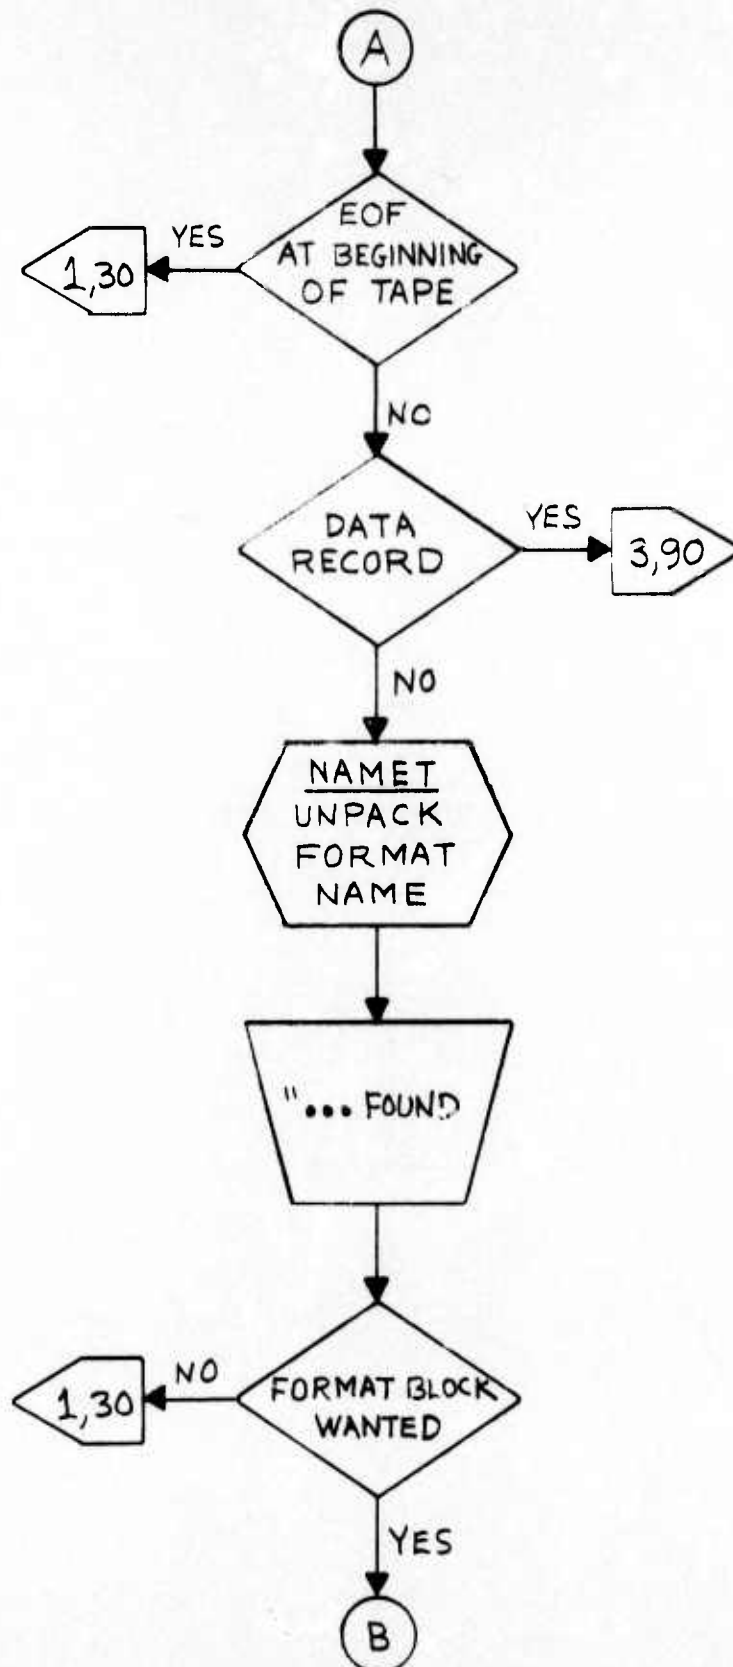 A
EOF
AT BEGINNING
OF TAPE
YES
1,30
NO
DATA
RECORD
YES
3,90
NO
NAMET
UNPACK
FORMAT
NAME
"... FOUND
FORMAT BLOCK
WANTED
NO
1,30
YES
B